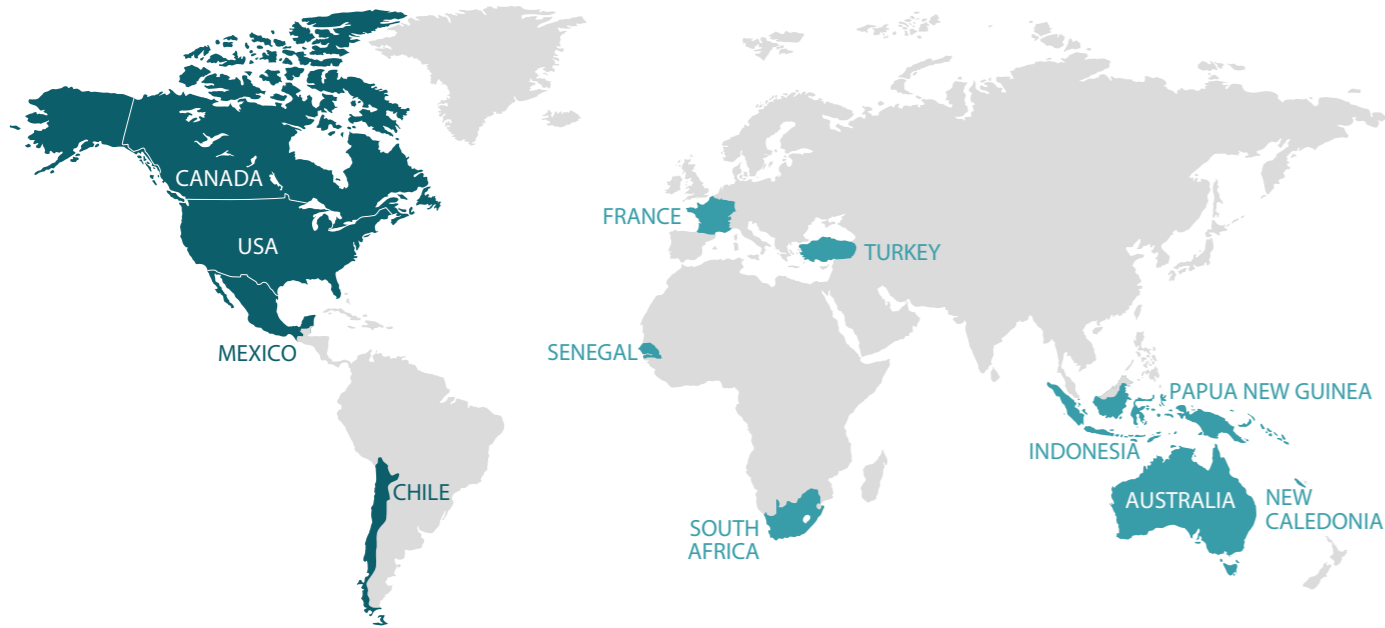 CANADA
USA
MEXICO
CHILE
FRANCE
TURKEY
SENEGAL
SOUTH
AFRICA
PAPUA NEW GUINEA
INDONESIA
AUSTRALIA
NEW
CALEDONIA